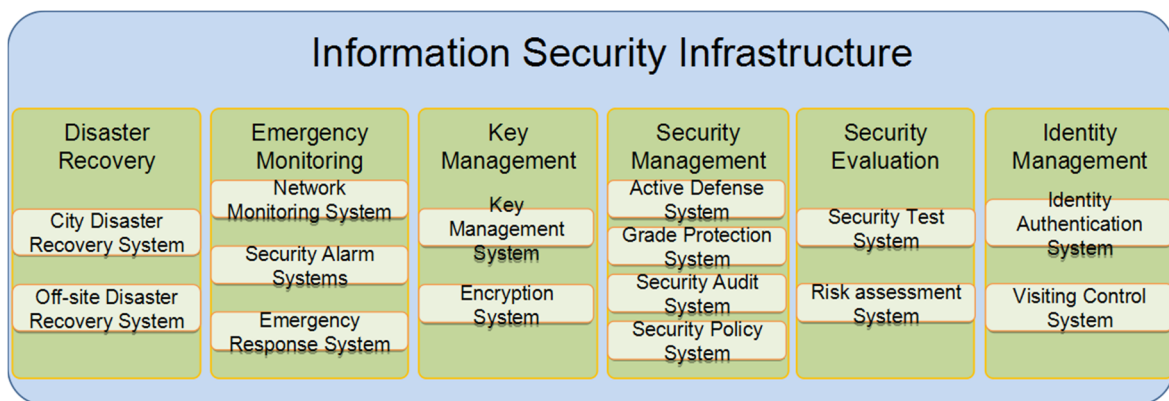 Information Security Infrastructure
Disaster
Recovery
City Disaster
Recovery System
Off-site Disaster
Recovery System
Emergency
Monitoring
Network
Monitoring System
Security Alarm
Systems
Emergency
Response System
Key
Management
Key
Management
System
Encryption
System
Security
Management
Active Defense
System
Grade Protection
System
Security Audit
System
Security Policy
System
Security
Evaluation
Security Test
System
Risk assessment
System
Identity
Management
Identity
Authentication
System
Visiting Control
System